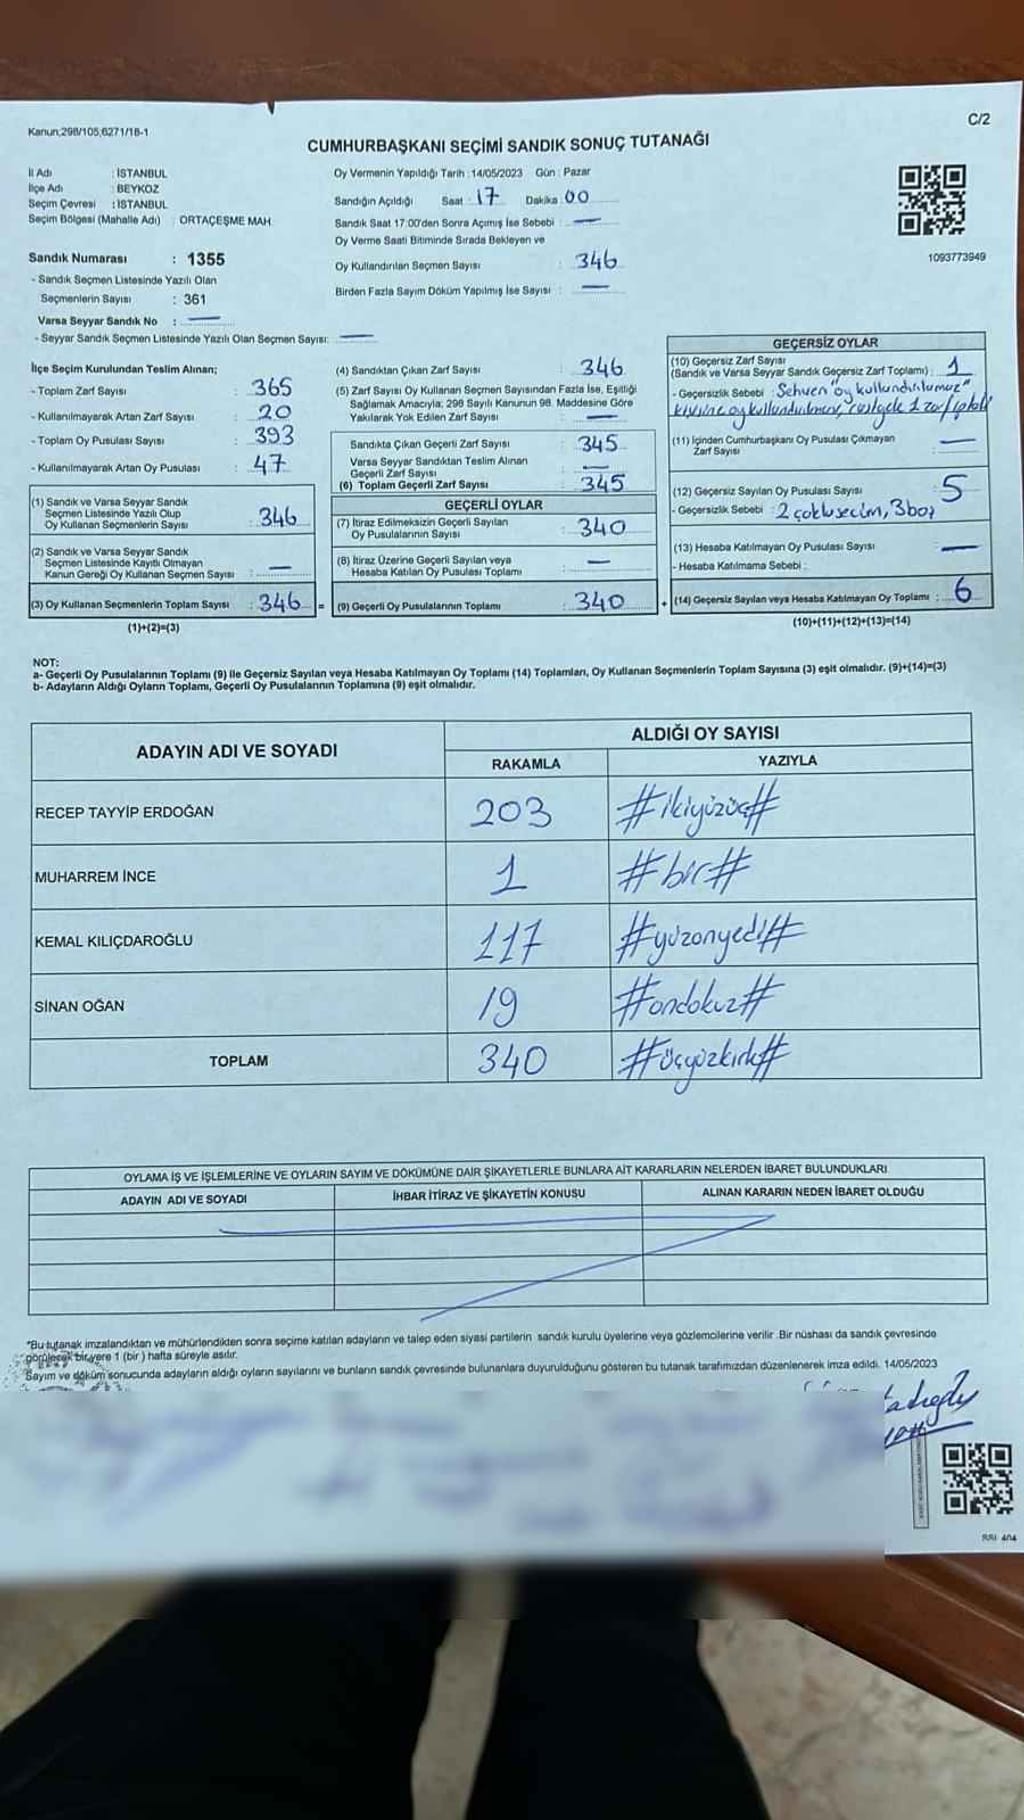 Kanun;298/105,6271/18-1
C/2
CUMHURBAŞKANI SEÇİMİ SANDIK SONUÇ TUTANAĞI
İl Adı : İSTANBUL
İlçe Adı : BEYKOZ
Seçim Çevresi : İSTANBUL
Seçim Bölgesi (Mahalle Adı) : ORTAÇEŞME MAH.
Sandık Numarası : 1355
- Sandık Seçmen Listesinde Yazılı Olan
Seçmenlerin Sayısı : 361
Varsa Seyyar Sandık No : —
- Seyyar Sandık Seçmen Listesinde Yazılı Olan Seçmen Sayısı: —
Oy Vermenin Yapıldığı Tarih : 14/05/2023 Gün : Pazar
Sandığın Açıldığı Saat : 17 Dakika : 00
Sandık Saat 17:00'den Sonra Açımış İse Sebebi : —
Oy Verme Saati Bitiminde Sırada Bekleyen ve
Oy Kullandırılan Seçmen Sayısı : 346
Birden Fazla Sayım Döküm Yapılmış İse Sayısı : —
1093773949
İlçe Seçim Kurulundan Teslim Alınan;
- Toplam Zarf Sayısı : 365
- Kullanılmayarak Artan Zarf Sayısı : 20
- Toplam Oy Pusulası Sayısı : 393
- Kullanılmayarak Artan Oy Pusulası : 47
(1) Sandık ve Varsa Seyyar Sandık
Seçmen Listesinde Yazılı Olup
Oy Kullanan Seçmenlerin Sayısı : 346
(2) Sandık ve Varsa Seyyar Sandık
Seçmen Listesinde Kayıtlı Olmayan
Kanun Gereği Oy Kullanan Seçmen Sayısı : —
(3) Oy Kullanan Seçmenlerin Toplam Sayısı : 346 =
(1)+(2)=(3)
(4) Sandıktan Çıkan Zarf Sayısı : 346
(5) Zarf Sayısı Oy Kullanan Seçmen Sayısından Fazla İse, Eşitliği
Sağlamak Amacıyla; 298 Sayılı Kanunun 98. Maddesine Göre
Yakılarak Yok Edilen Zarf Sayısı : —
Sandıkta Çıkan Geçerli Zarf Sayısı : 345
Varsa Seyyar Sandıktan Teslim Alınan
Geçerli Zarf Sayısı : —
(6) Toplam Geçerli Zarf Sayısı : 345
GEÇERLİ OYLAR
(7) İtiraz Edilmeksizin Geçerli Sayılan
Oy Pusulalarının Sayısı : 340
(8) İtiraz Üzerine Geçerli Sayılan veya
Hesaba Katılan Oy Pusulası Toplamı : —
(9) Geçerli Oy Pusulalarının Toplamı : 340 +
GEÇERSİZ OYLAR
(10) Geçersiz Zarf Sayısı
(Sandık ve Varsa Seyyar Sandık Geçersiz Zarf Toplamı) : 1
- Geçersizlik Sebebi : Sehven "oy kullandırılamaz"
kişisine oy kullandırılmış, 1 zarf iptali
(11) İçinden Cumhurbaşkanı Oy Pusulası Çıkmayan
Zarf Sayısı : —
(12) Geçersiz Sayılan Oy Pusulası Sayısı : 5
- Geçersizlik Sebebi : 2 çoklu seçim, 3 boş
(13) Hesaba Katılmayan Oy Pusulası Sayısı : —
- Hesaba Katılmama Sebebi :
(14) Geçersiz Sayılan veya Hesaba Katılmayan Oy Toplamı : 6
(10)+(11)+(12)+(13)=(14)
NOT:
a- Geçerli Oy Pusulalarının Toplamı (9) ile Geçersiz Sayılan veya Hesaba Katılmayan Oy Toplamı (14) Toplamları, Oy Kullanan Seçmenlerin Toplam Sayısına (3) eşit olmalıdır. (9)+(14)=(3)
b- Adayların Aldığı Oyların Toplamı, Geçerli Oy Pusulalarının Toplamına (9) eşit olmalıdır.
ADAYIN ADI VE SOYADI
ALDIĞI OY SAYISI
RAKAMLA YAZIYLA
RECEP TAYYİP ERDOĞAN 203 #ikiyüzüç#
MUHARREM İNCE 1 #bir#
KEMAL KILIÇDAROĞLU 117 #yüzonyedi#
SİNAN OĞAN 19 #ondokuz#
TOPLAM 340 #üçyüzkırk#
OYLAMA İŞ VE İŞLEMLERİNE VE OYLARIN SAYIM VE DÖKÜMÜNE DAİR ŞİKAYETLERLE BUNLARA AİT KARARLARIN NELERDEN İBARET BULUNDUKLARI
ADAYIN ADI VE SOYADI İHBAR İTİRAZ VE ŞİKAYETİN KONUSU ALINAN KARARIN NEDEN İBARET OLDUĞU
*Bu tutanak imzalandıktan ve mühürlendikten sonra seçime katılan adayların ve talep eden siyasi partilerin sandık kurulu üyelerine veya gözlemcilerine verilir .Bir nüshası da sandık çevresinde
görülecek bir yere 1 (bir ) hafta süreyle asılır.
Sayım ve döküm sonucunda adayların aldığı oyların sayılarını ve bunların sandık çevresinde bulunanlara duyurulduğunu gösteren bu tutanak tarafımızdan düzenlenerek imza edildi. 14/05/2023